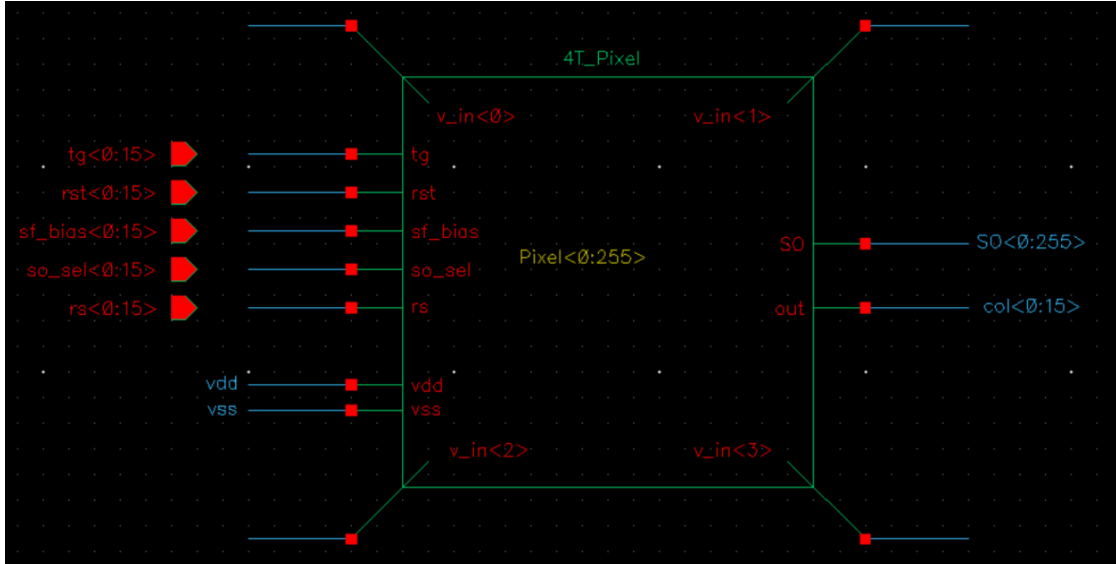 4T_Pixel
v_in<0>
v_in<1>
tg<0:15>
tg
rst<0:15>
rst
sf_bias<0:15>
sf_bias
SO
SO<0:255>
Pixel<0:255>
so_sel<0:15>
so_sel
rs<0:15>
rs
out
col<0:15>
vdd
vdd
vss
vss
v_in<2>
v_in<3>